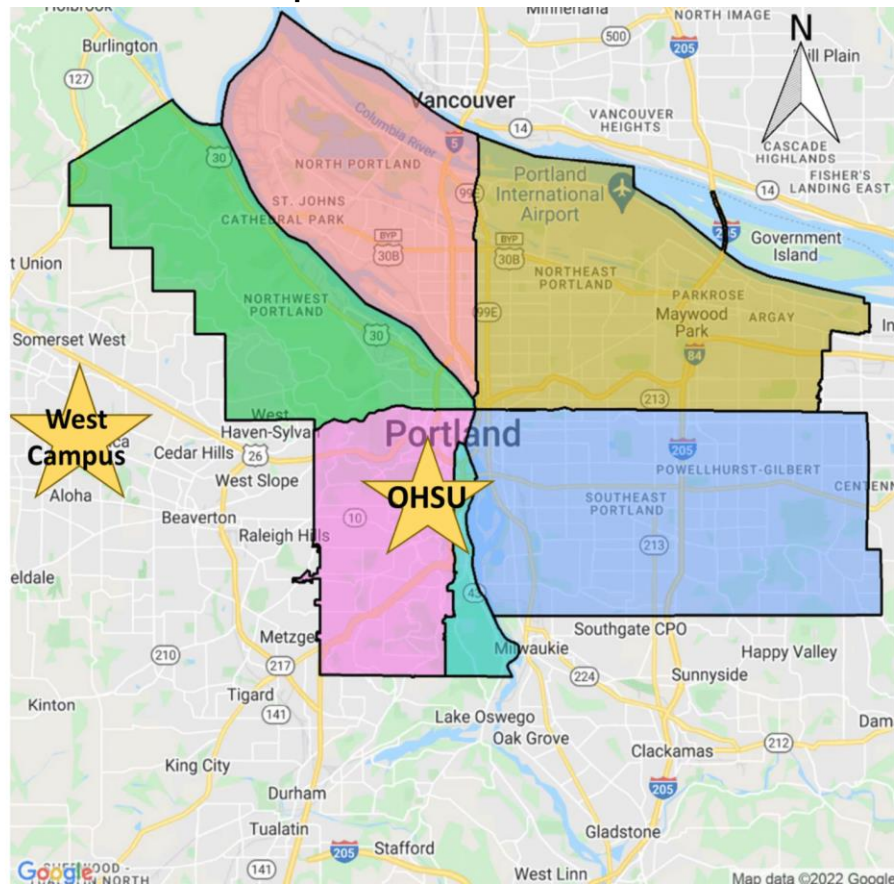 Holbrook
Minnehaha
NORTH IMAGE
Burlington
500
205
Mill Plain
N
127
Vancouver
14
VANCOUVER
HEIGHTS
CASCADE
HIGHLANDS
Columbia River
5
30
NORTH PORTLAND
FISHER'S
LANDING EAST
14
ST. JOHNS
CATHEDRAL PARK
99E
Portland
International
Airport
BYP
30B
BYP
30B
205
Government
Island
t Union
NORTHEAST
PORTLAND
NORTHWEST
PORTLAND
99E
PARKROSE
Maywood
Park
ARGAY
Somerset West
30
84
In
213
West
Campus
West
Haven-Sylvan
Portland
Cedar Hills
26
205
POWELLHURST-GILBERT
West Slope
CENTENN
Aloha
OHSU
SOUTHEAST
PORTLAND
Beaverton
10
Raleigh Hills
213
eldale
43
Metzge
Southgate CPO
210
217
Milwaukie
Happy Valley
224
Sunnyside
Kinton
Tigard
141
Lake Oswego
Dam
Oak Grove
212
King City
Clackamas
205
Durham
Tualatin
Gladstone
141
205
Stafford
Google
SHERWOOD -
NORTH
West Linn
Map data ©2022 Google